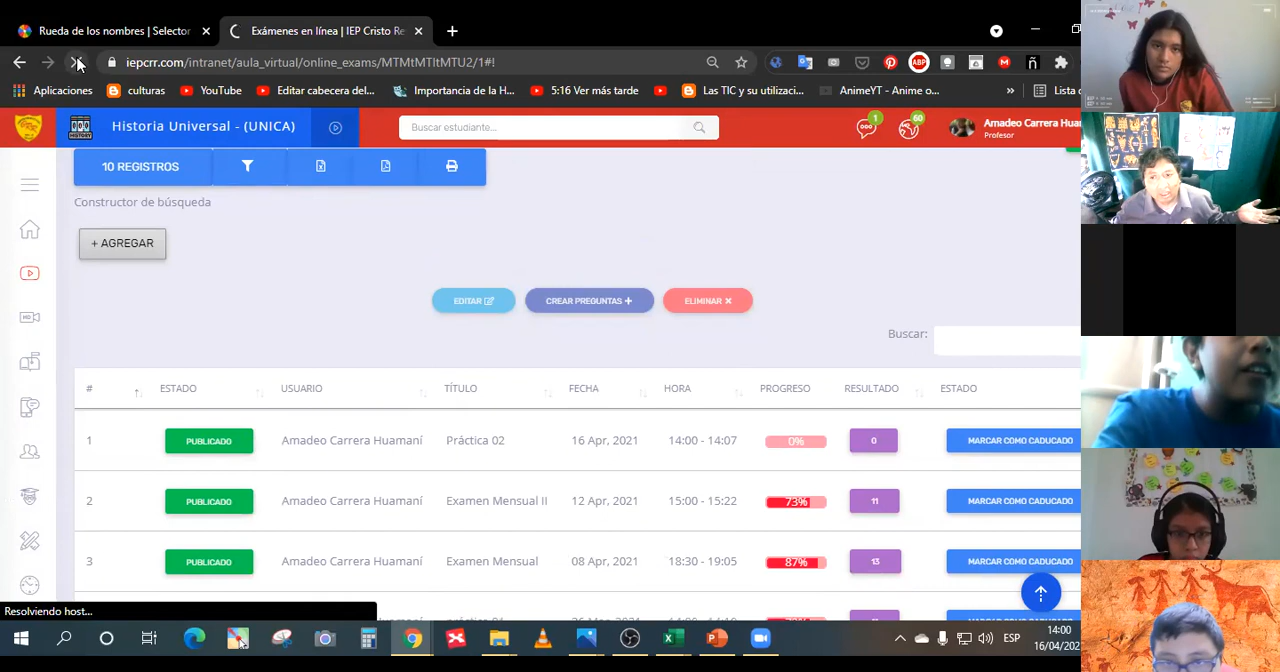 Rueda de los nombres | Selector
Exámenes en línea | IEP Cristo Re
iepcrr.com/intranet/aula_virtual/online_exams/MTMtMTItMTU2/1#!
Aplicaciones
culturas
YouTube
Editar cabecera del...
Importancia de la H...
5:16 Ver más tarde
Las TIC y su utilizaci...
AnimeYT - Anime o...
»
Lista
ABP
HISTORY
Historia Universal - (UNICA)
Buscar estudiante...
1
60
Amadeo Carrera Huam
Profesor
10 REGISTROS
Constructor de búsqueda
+ AGREGAR
EDITAR
CREAR PREGUNTAS +
ELIMINAR ×
Buscar:
# ESTADO USUARIO TÍTULO FECHA HORA PROGRESO RESULTADO ESTADO
1 PUBLICADO Amadeo Carrera Huamaní Práctica 02 16 Apr, 2021 14:00 - 14:07 0% 0 MARCAR COMO CADUCADO
2 PUBLICADO Amadeo Carrera Huamaní Examen Mensual II 12 Apr, 2021 15:00 - 15:22 73% 11 MARCAR COMO CADUCADO
3 PUBLICADO Amadeo Carrera Huamaní Examen Mensual 08 Apr, 2021 18:30 - 19:05 87% 13 MARCAR COMO CADUCADO
Resolviendo host...
ESP
14:00
16/04/202